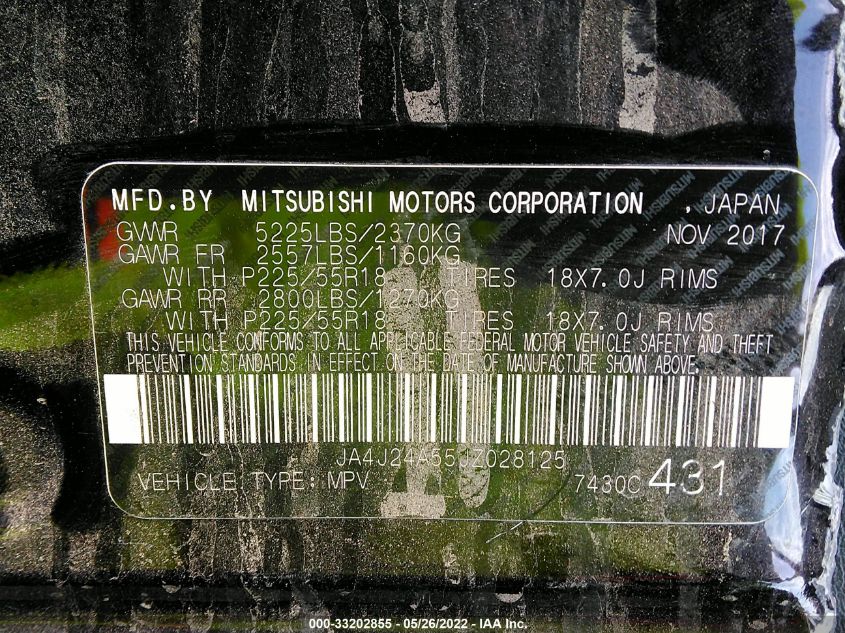 MFD.BY MITSUBISHI MOTORS CORPORATION , JAPAN
GVWR 5225LBS/2370KG NOV 2017
GAWR FR 2557LBS/1160KG
WITH P225/55R18 TIRES 18X7.0J RIMS
GAWR RR 2800LBS/1270KG
WITH P225/55R18 TIRES 18X7.0J RIMS
THIS VEHICLE CONFORMS TO ALL APPLICABLE FEDERAL MOTOR VEHICLE SAFETY AND THEFT
PREVENTION STANDARDS IN EFFECT ON THE DATE OF MANUFACTURE SHOWN ABOVE.
JA4J24A55JZ028125
VEHICLE TYPE: MPV 7430C 431
000-33202855 - 05/26/2022 - IAA Inc.